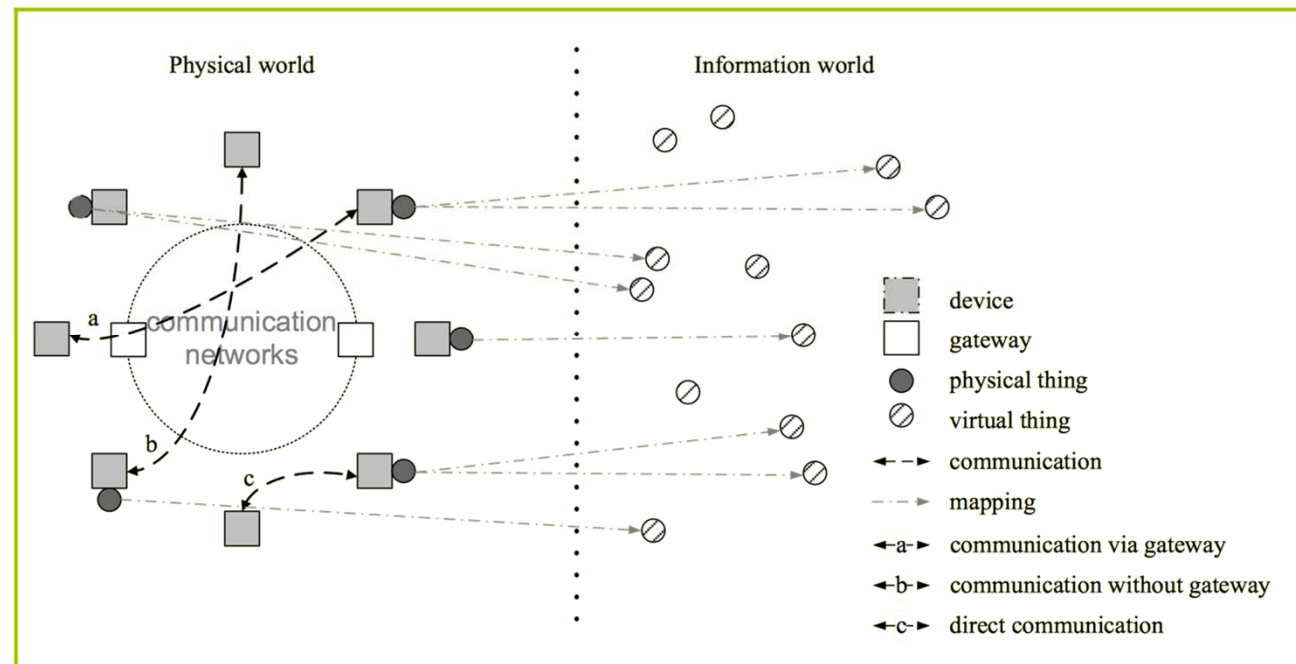 Physical world
Information world
a
communication
networks
b
c
device
gateway
physical thing
virtual thing
communication
mapping
a communication via gateway
b communication without gateway
c direct communication